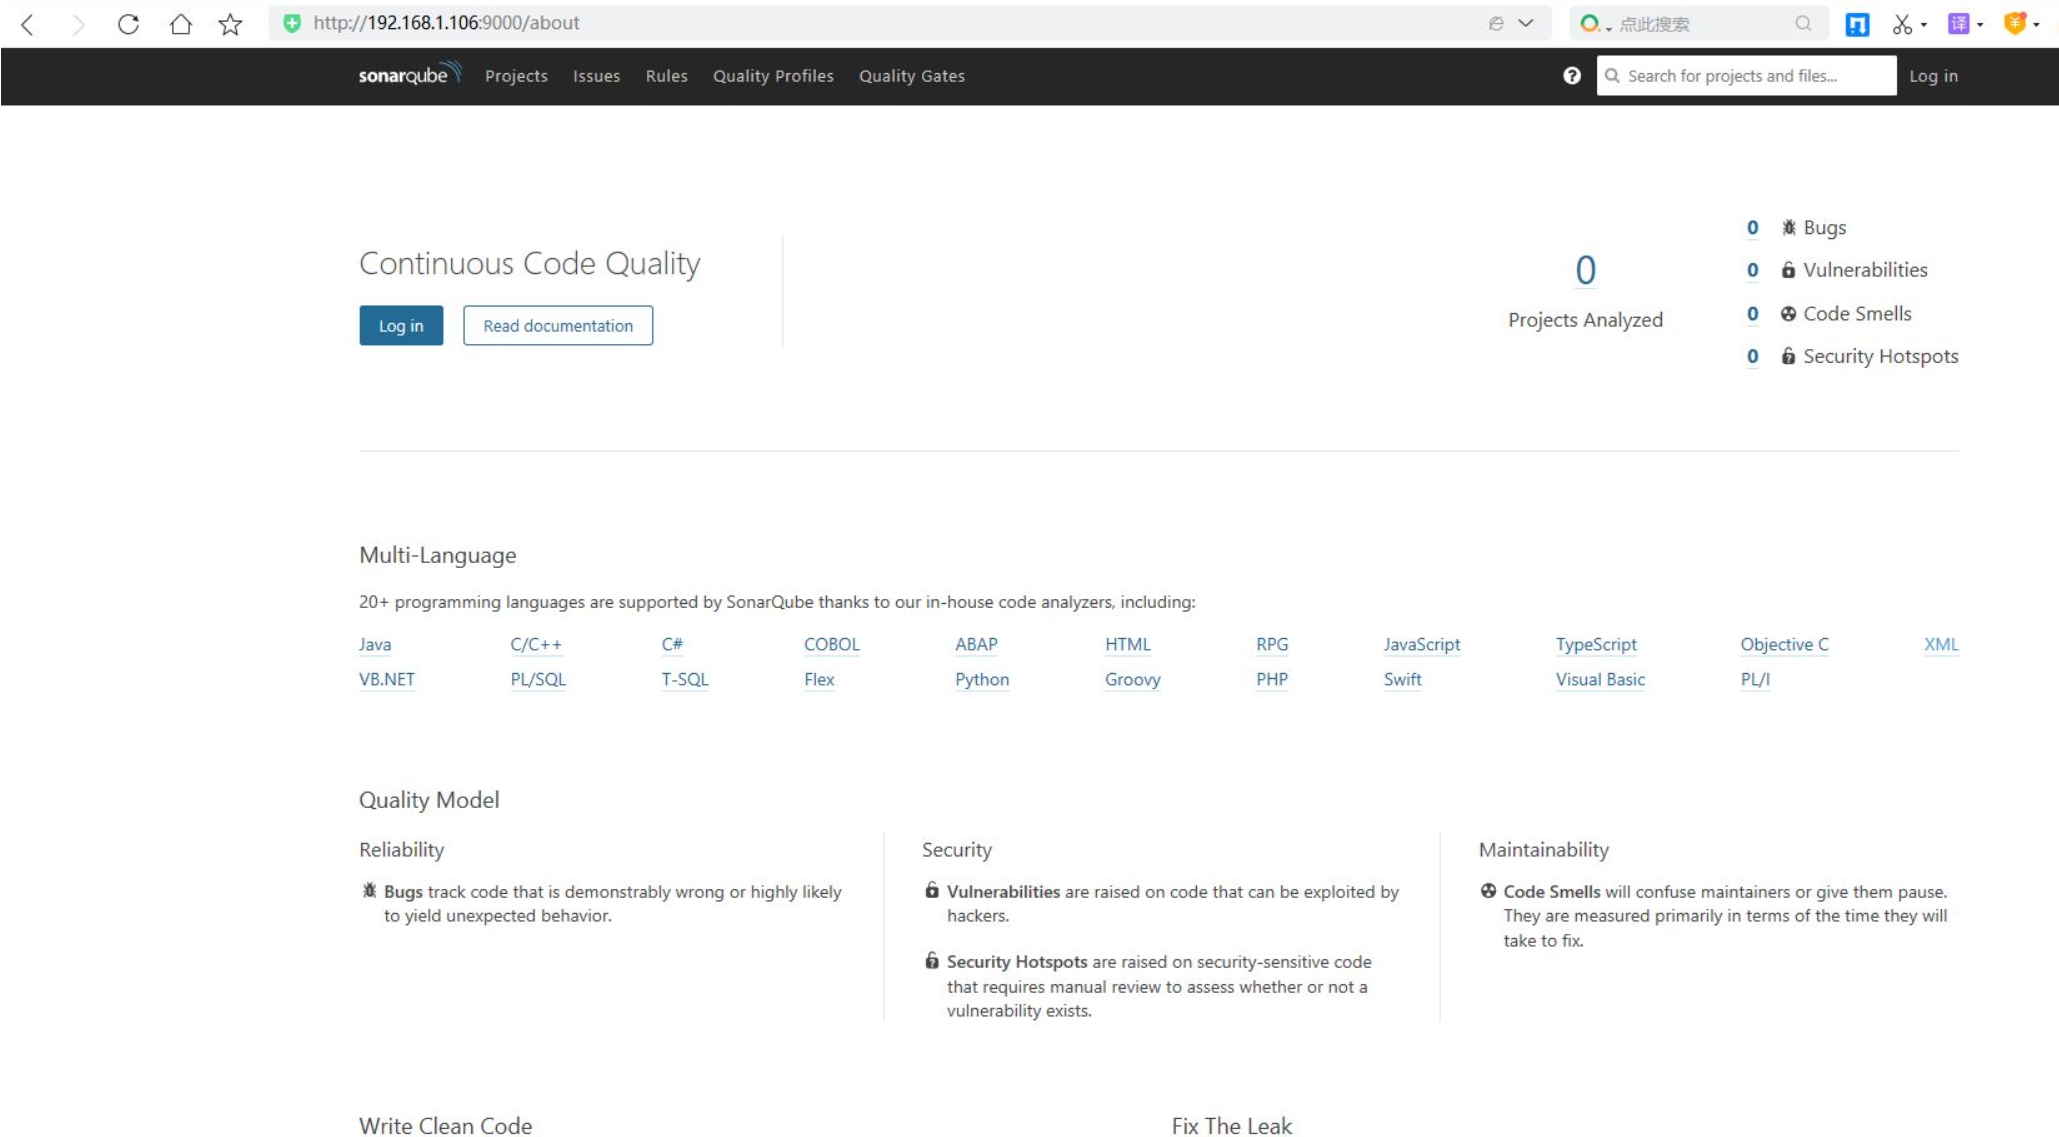 http://192.168.1.106:9000/about
点此搜索
译
sonarqube Projects Issues Rules Quality Profiles Quality Gates
Search for projects and files...
Log in
Continuous Code Quality
Log in
Read documentation
0
Projects Analyzed
0 Bugs
0 Vulnerabilities
0 Code Smells
0 Security Hotspots
Multi-Language
20+ programming languages are supported by SonarQube thanks to our in-house code analyzers, including:
Java C/C++ C# COBOL ABAP HTML RPG JavaScript TypeScript Objective C XML
VB.NET PL/SQL T-SQL Flex Python Groovy PHP Swift Visual Basic PL/I
Quality Model
Reliability
Bugs track code that is demonstrably wrong or highly likely
to yield unexpected behavior.
Security
Vulnerabilities are raised on code that can be exploited by
hackers.
Security Hotspots are raised on security-sensitive code
that requires manual review to assess whether or not a
vulnerability exists.
Maintainability
Code Smells will confuse maintainers or give them pause.
They are measured primarily in terms of the time they will
take to fix.
Write Clean Code
Fix The Leak